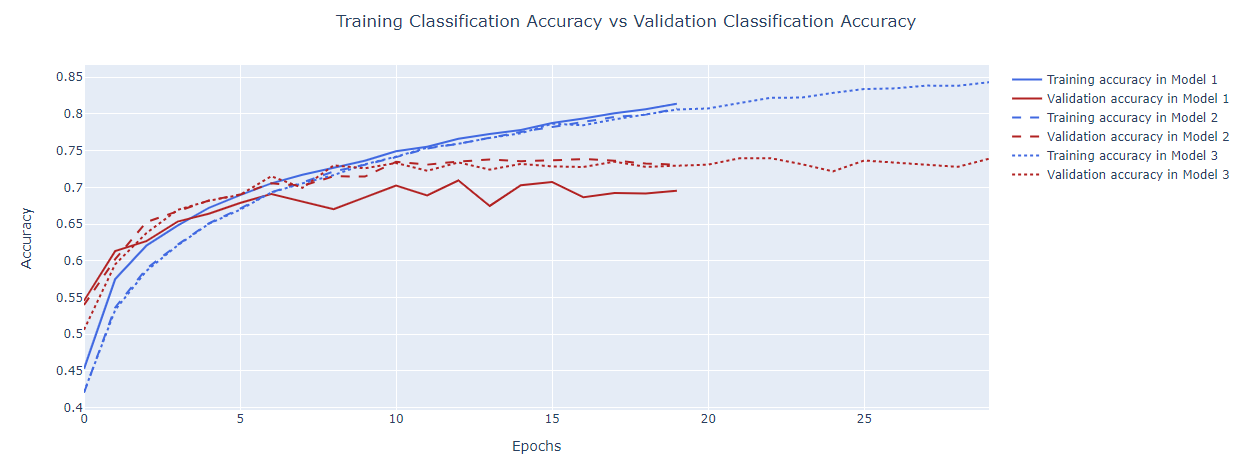 Training Classification Accuracy vs Validation Classification Accuracy
0.85
0.8
0.75
0.7
0.65
0.6
0.55
0.5
0.45
0.4
Accuracy
0
5
10
15
20
25
Epochs
Training accuracy in Model 1
Validation accuracy in Model 1
Training accuracy in Model 2
Validation accuracy in Model 2
Training accuracy in Model 3
Validation accuracy in Model 3